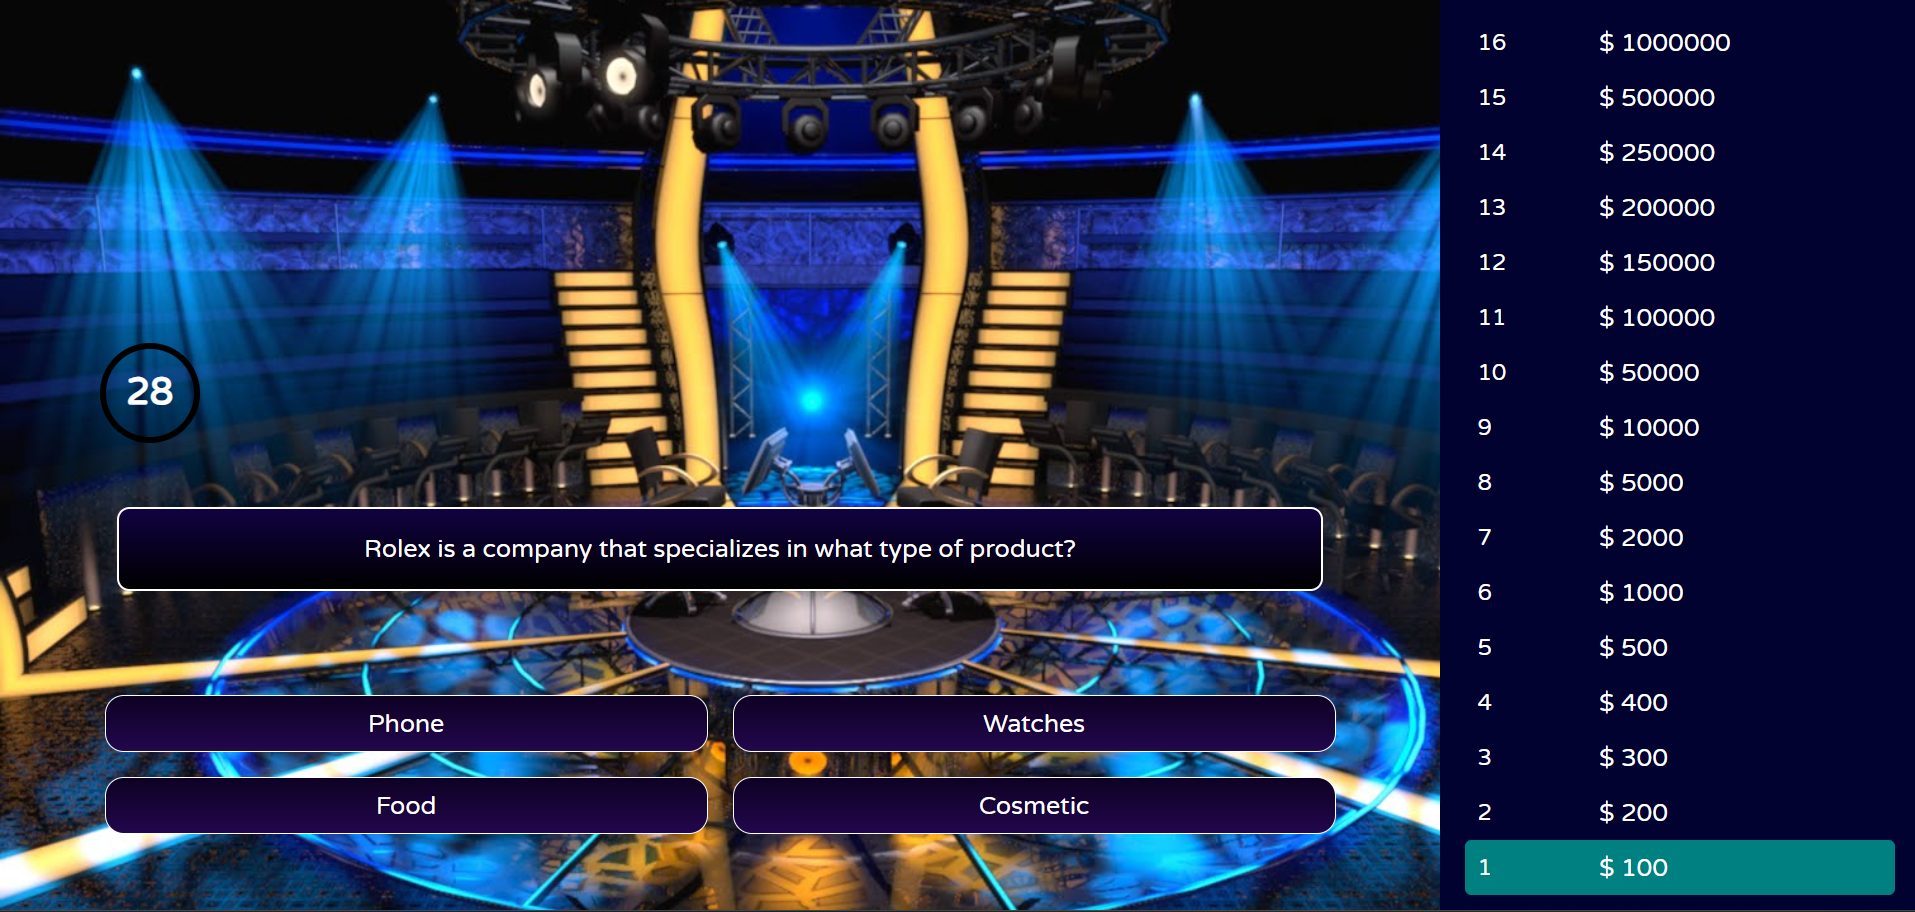 28
Rolex is a company that specializes in what type of product?
Phone
Watches
Food
Cosmetic
16 $ 1000000
15 $ 500000
14 $ 250000
13 $ 200000
12 $ 150000
11 $ 100000
10 $ 50000
9 $ 10000
8 $ 5000
7 $ 2000
6 $ 1000
5 $ 500
4 $ 400
3 $ 300
2 $ 200
1 $ 100